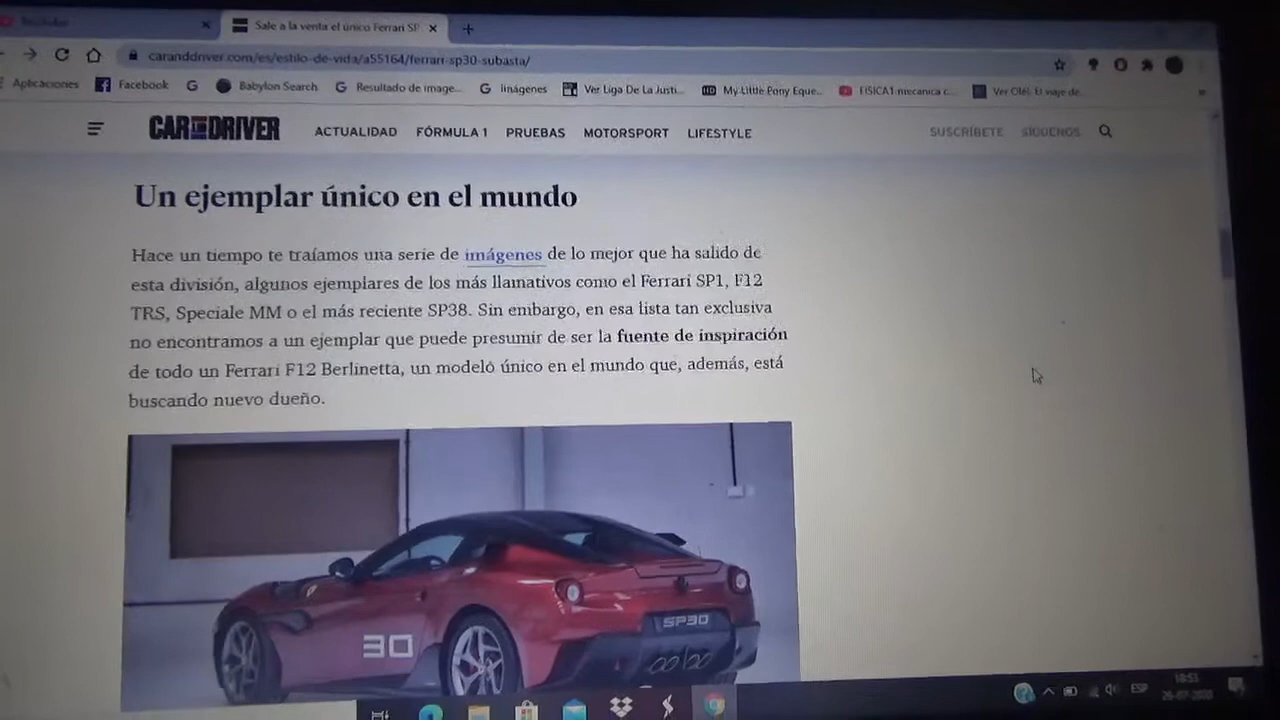 Sale a la venta el único Ferrari SP
caranddriver.com/es/estilo-de-vida/a55164/ferrari-sp30-subasta/
Aplicaciones Facebook G Babylon Search Resultado de image... Imágenes Ver Liga De La Justi... My Little Pony Eque... FISICA1 mecanica c... Ver Olé!. El viaje de...
CAR AND DRIVER ACTUALIDAD FÓRMULA 1 PRUEBAS MOTORSPORT LIFESTYLE SUSCRÍBETE SÍGUENOS
Un ejemplar único en el mundo
Hace un tiempo te traíamos una serie de imágenes de lo mejor que ha salido de
esta división, algunos ejemplares de los más llamativos como el Ferrari SP1, F12
TRS, Speciale MM o el más reciente SP38. Sin embargo, en esa lista tan exclusiva
no encontramos a un ejemplar que puede presumir de ser la fuente de inspiración
de todo un Ferrari F12 Berlinetta, un modelo único en el mundo que, además, está
buscando nuevo dueño.
SP30
30
ESP
18:53
26-07-2020